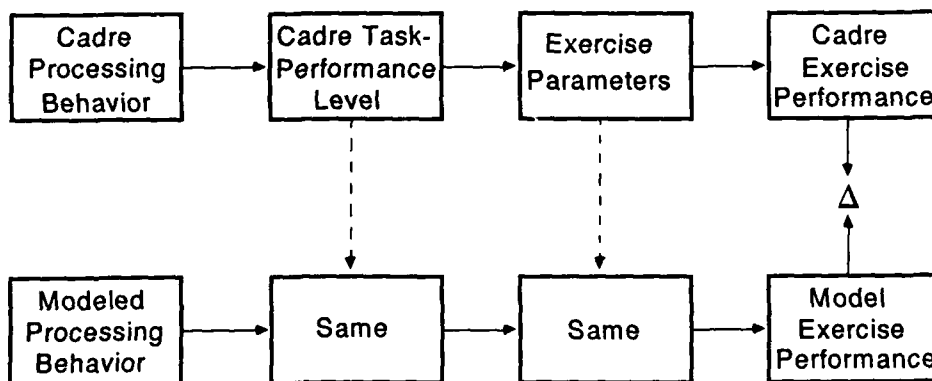 Cadre
Processing
Behavior
Cadre Task-
Performance
Level
Exercise
Parameters
Cadre
Exercise
Performance
Δ
Modeled
Processing
Behavior
Same
Same
Model
Exercise
Performance